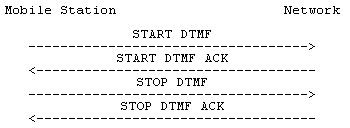 Mobile Station Network
START DTMF
-------------------------------------->
START DTMF ACK
<--------------------------------------
STOP DTMF
-------------------------------------->
STOP DTMF ACK
<--------------------------------------